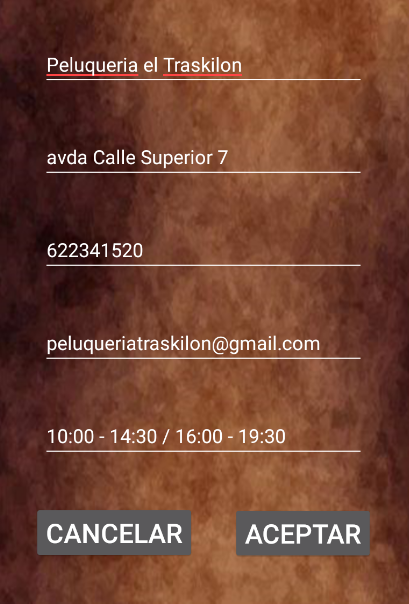 Peluqueria el Traskilon
avda Calle Superior 7
622341520
peluqueriatraskilon@gmail.com
10:00 - 14:30 / 16:00 - 19:30
CANCELAR ACEPTAR